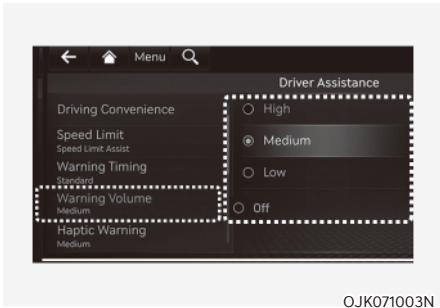 Menu
Driver Assistance
Driving Convenience
Speed Limit
Speed Limit Assist
Warning Timing
Standard
Warning Volume
Medium
Haptic Warning
Medium
High
Medium
Low
Off
OJK071003N